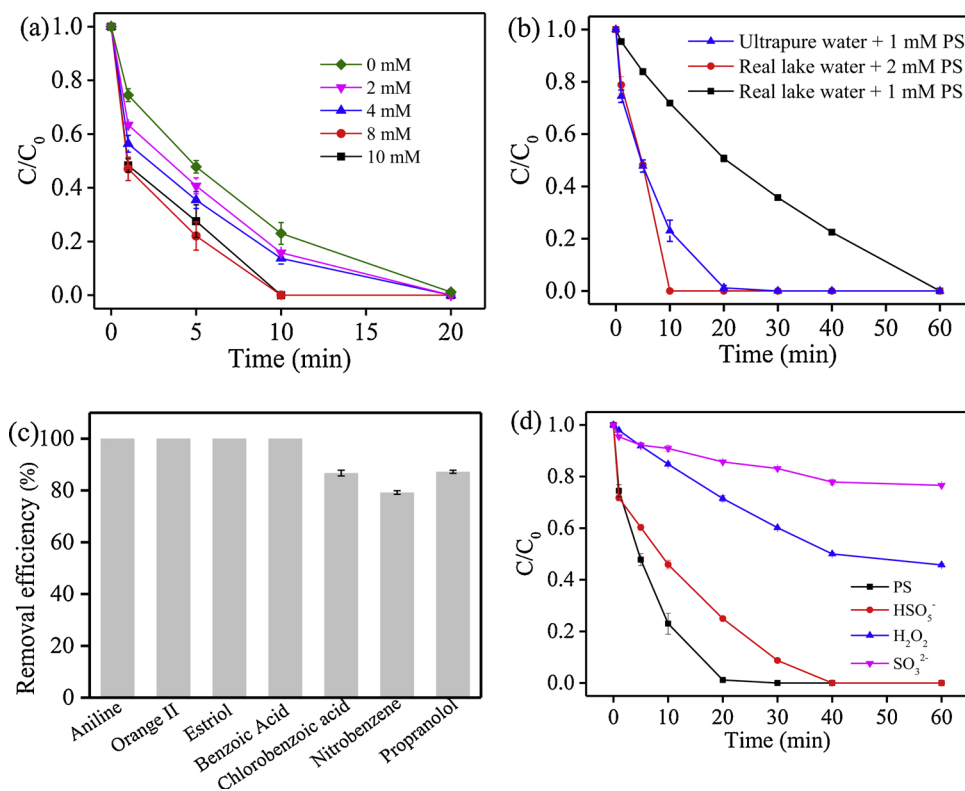 (a)
C/C0
1.0
0.8
0.6
0.4
0.2
0.0
0 mM
2 mM
4 mM
8 mM
10 mM
0 5 10 15 20
Time (min)
(b)
C/C0
1.0
0.8
0.6
0.4
0.2
0.0
Ultrapure water + 1 mM PS
Real lake water + 2 mM PS
Real lake water + 1 mM PS
0 10 20 30 40 50 60
Time (min)
(c)
Removal efficiency (%)
100
80
60
40
20
0
Aniline
Orange II
Estriol
Benzoic Acid
Chlorobenzoic acid
Nitrobenzene
Propranolol
(d)
C/C0
1.0
0.8
0.6
0.4
0.2
0.0
PS
HSO5-
H2O2
SO32-
0 10 20 30 40 50 60
Time (min)